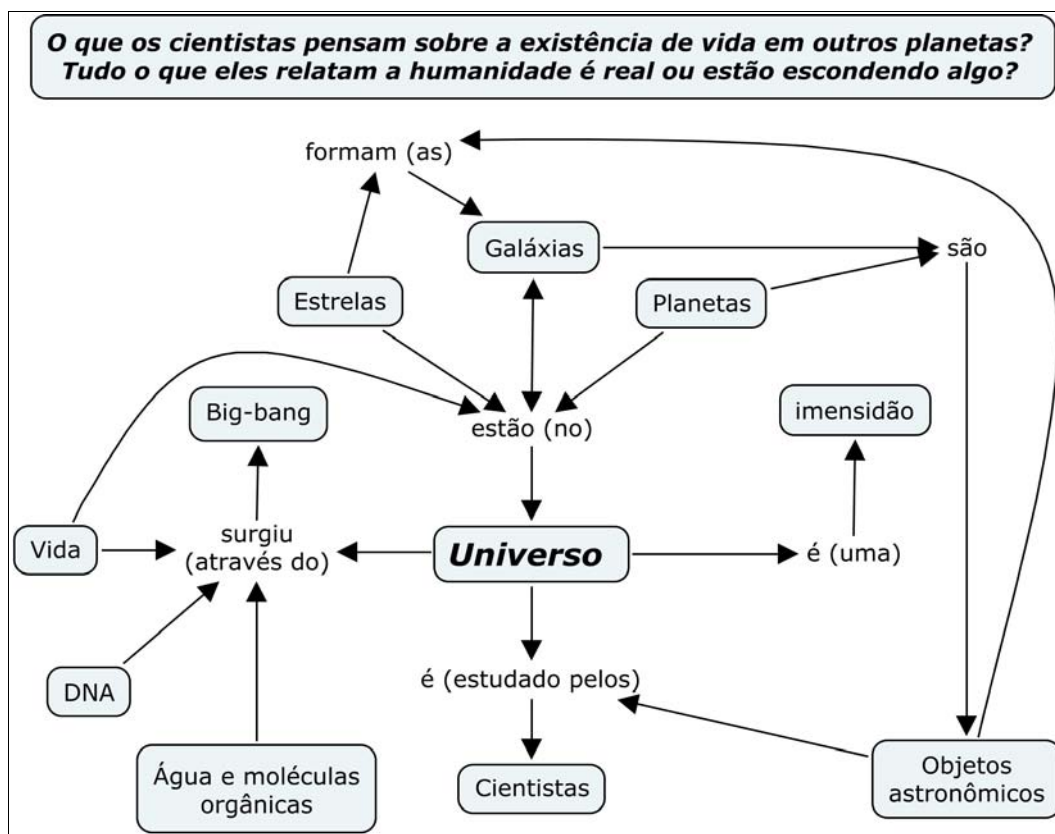 O que os cientistas pensam sobre a existência de vida em outros planetas?
Tudo o que eles relatam a humanidade é real ou estão escondendo algo?
formam (as)
Galáxias
são
Estrelas
Planetas
Big-bang
estão (no)
imensidão
Vida
surgiu
(através do)
Universo
é (uma)
DNA
é (estudado pelos)
Água e moléculas
orgânicas
Cientistas
Objetos
astronômicos